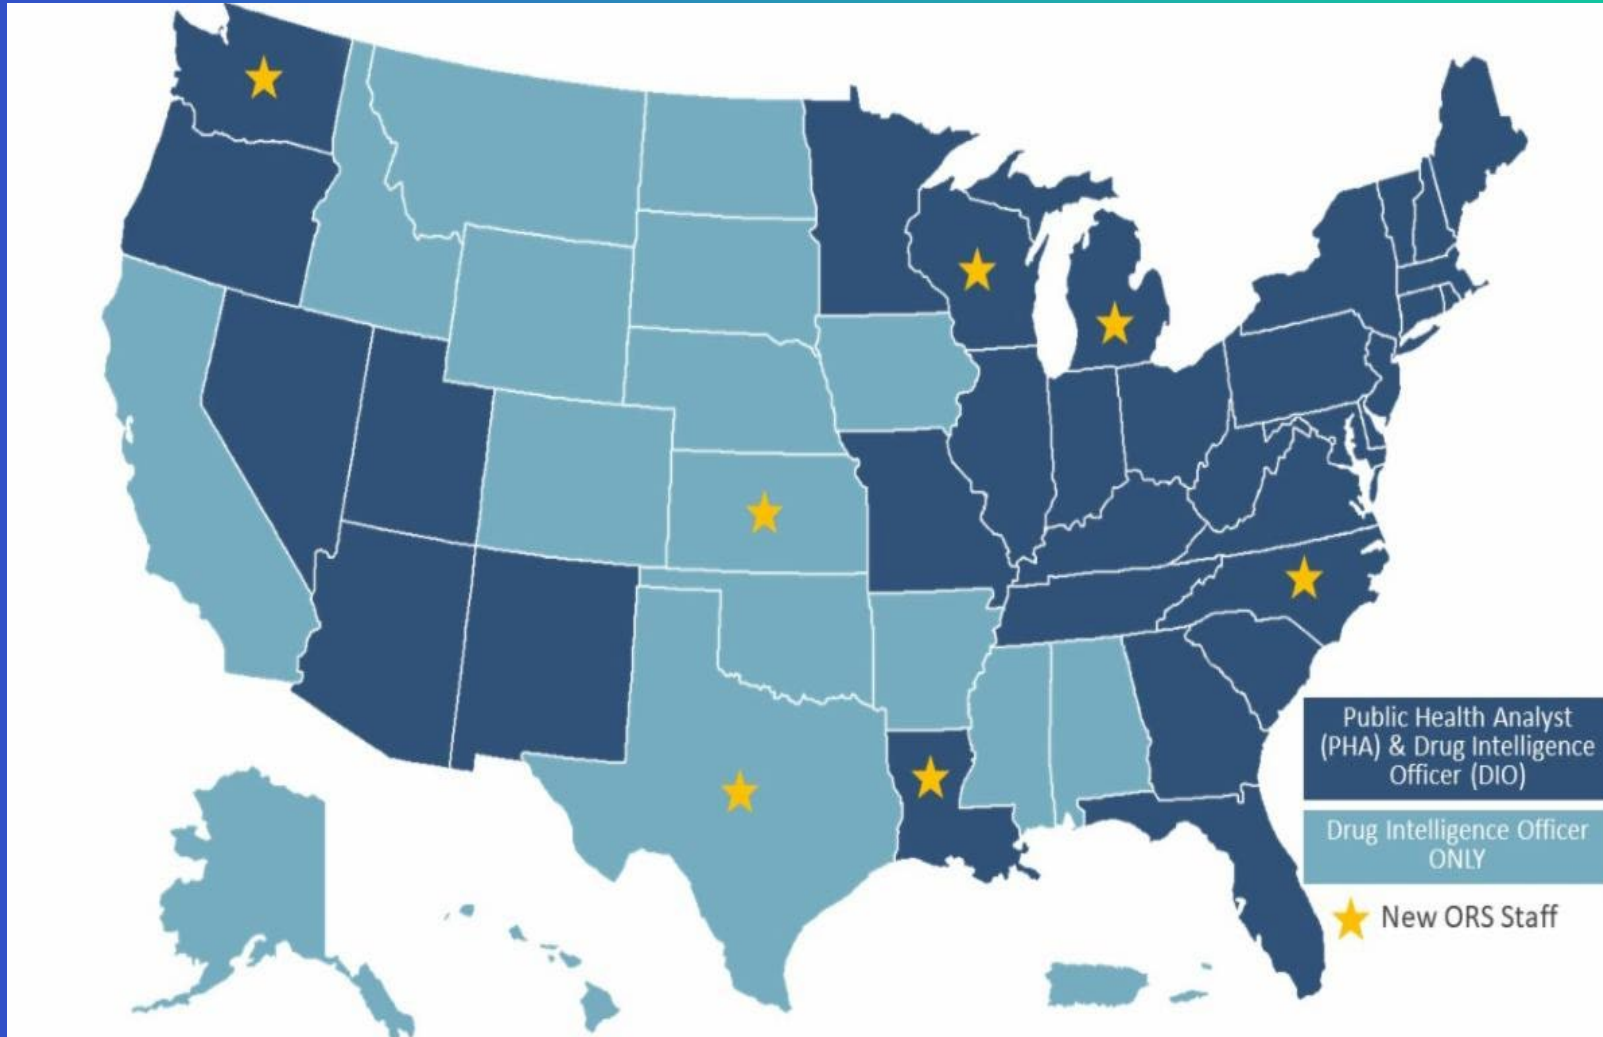 Public Health Analyst
(PHA) & Drug Intelligence
Officer (DIO)
Drug Intelligence Officer
ONLY
New ORS Staff